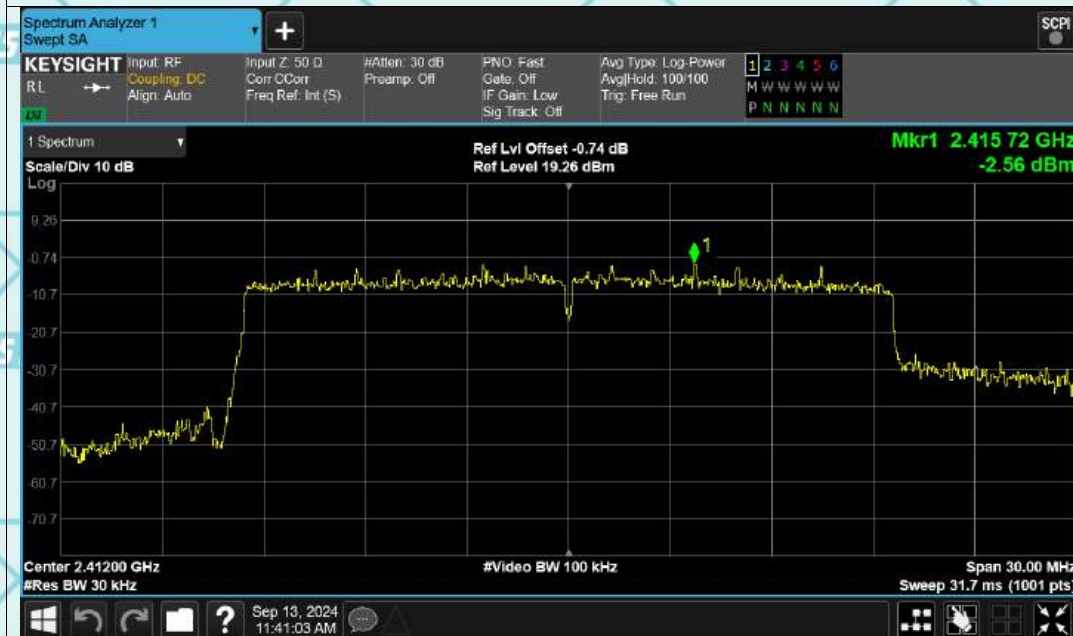 Spectrum Analyzer 1
Swept SA
+
SCPI
KEYSIGHT
RL
LXI
Input: RF
Coupling: DC
Align: Auto
Input Z: 50 Ω
Corr CCorr
Freq Ref: Int (S)
#Atten: 30 dB
Preamp: Off
PNO: Fast
Gate: Off
IF Gain: Low
Sig Track: Off
Avg Type: Log-Power
Avg|Hold: 100/100
Trig: Free Run
1 2 3 4 5 6
M W W W W W
P N N N N N
1 Spectrum
Scale/Div 10 dB
Log
Ref Lvl Offset -0.74 dB
Ref Level 19.26 dBm
Mkr1 2.415 72 GHz
-2.56 dBm
9.26
-0.74
-10.7
-20.7
-30.7
-40.7
-50.7
-60.7
-70.7
1
Center 2.41200 GHz
#Res BW 30 kHz
#Video BW 100 kHz
Span 30.00 MHz
Sweep 31.7 ms (1001 pts)
?
Sep 13, 2024
11:41:03 AM